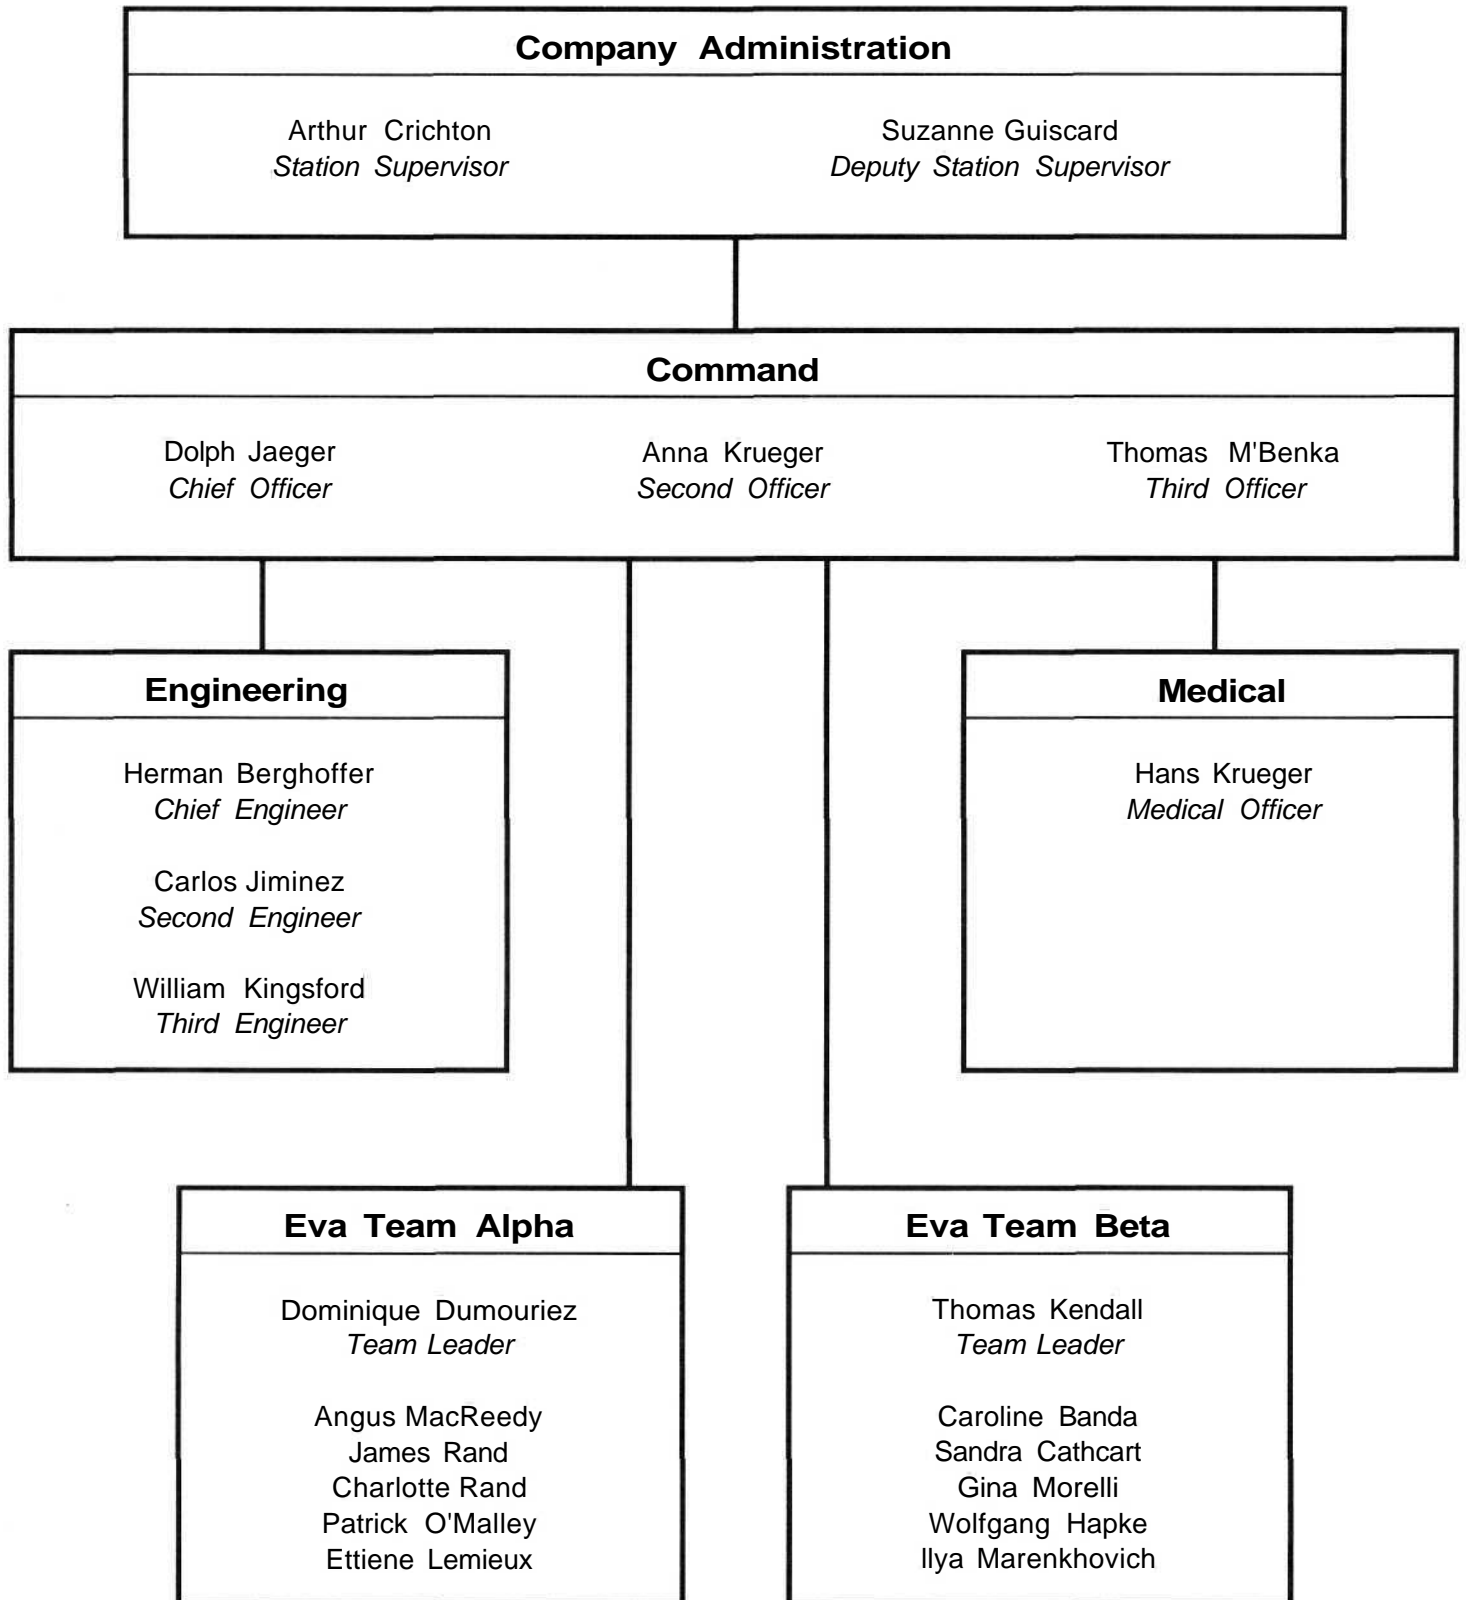 Company Administration
Arthur Crichton
Station Supervisor
Suzanne Guiscard
Deputy Station Supervisor
Command
Dolph Jaeger
Chief Officer
Anna Krueger
Second Officer
Thomas M'Benka
Third Officer
Engineering
Herman Berghoffer
Chief Engineer
Carlos Jiminez
Second Engineer
William Kingsford
Third Engineer
Medical
Hans Krueger
Medical Officer
Eva Team Alpha
Dominique Dumouriez
Team Leader
Angus MacReedy
James Rand
Charlotte Rand
Patrick O'Malley
Ettiene Lemieux
Eva Team Beta
Thomas Kendall
Team Leader
Caroline Banda
Sandra Cathcart
Gina Morelli
Wolfgang Hapke
Ilya Marenkhovich